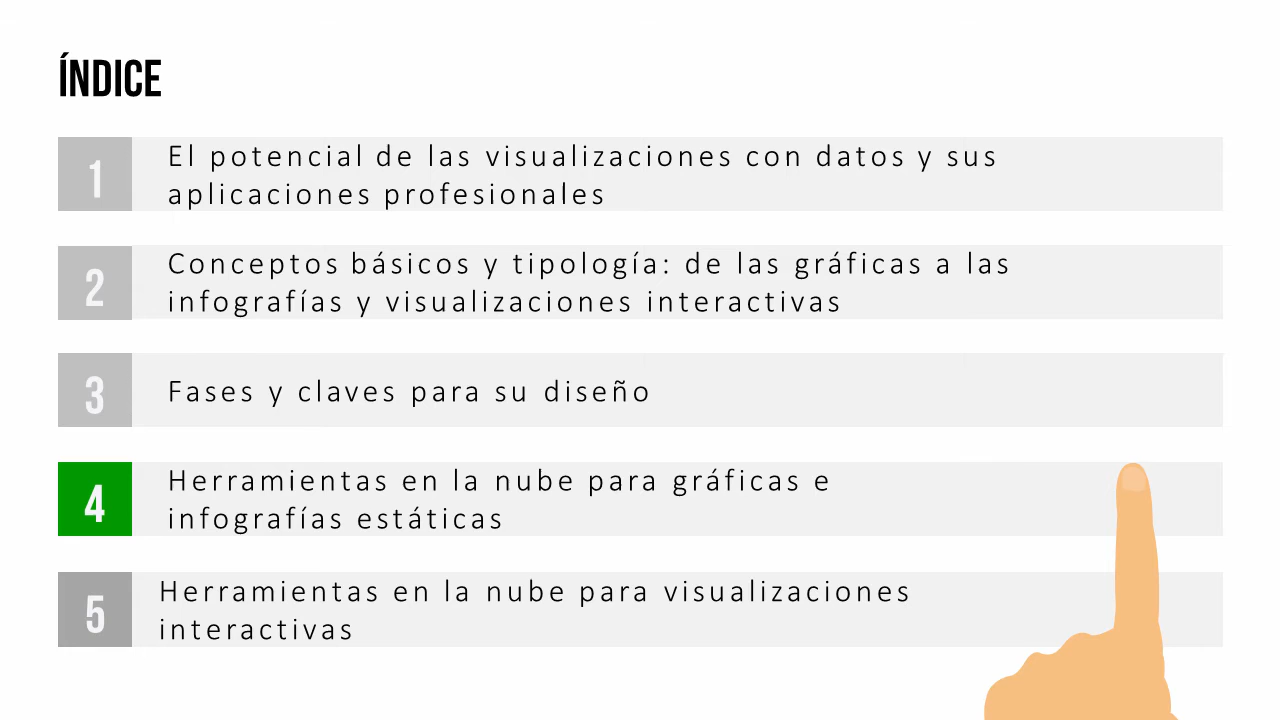 ÍNDICE
1
El potencial de las visualizaciones con datos y sus
aplicaciones profesionales
2
Conceptos básicos y tipología: de las gráficas a las
infografías y visualizaciones interactivas
3
Fases y claves para su diseño
4
Herramientas en la nube para gráficas e
infografías estáticas
5
Herramientas en la nube para visualizaciones
interactivas